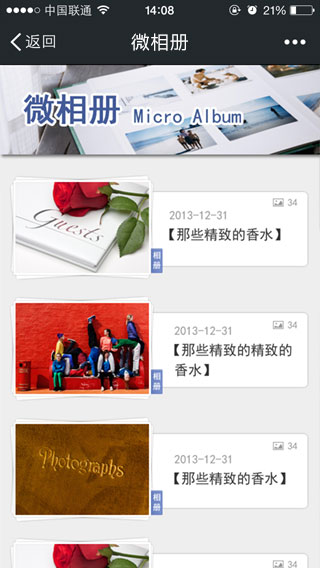 中国联通 14:08 21%
返回 微相册
微相册 Micro Album
Guests
34
2013-12-31
【那些精致的香水】
相册
34
2013-12-31
【那些精致的精致的
香水】
相册
Photographs
34
2013-12-31
【那些精致的香水】
相册
34